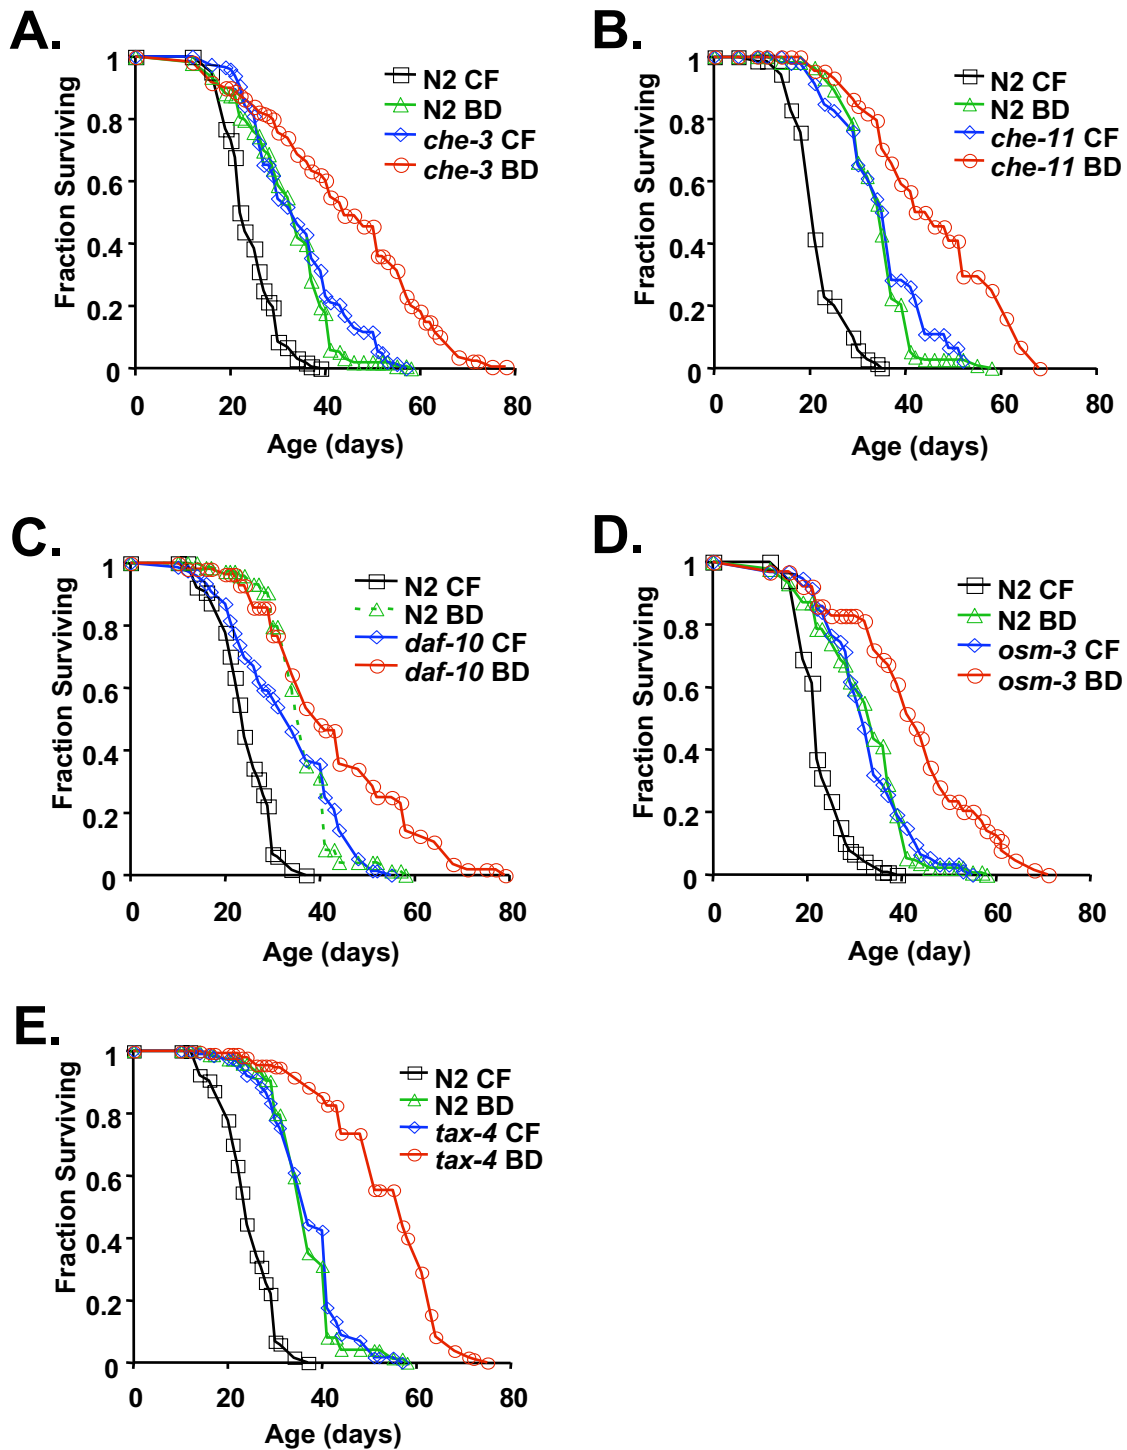 A.
1
0.8
0.6
0.4
0.2
0
Fraction Surviving
0 20 40 60 80
Age (days)
N2 CF
N2 BD
che-3 CF
che-3 BD
B.
1
0.8
0.6
0.4
0.2
0
Fraction Surviving
0 20 40 60 80
Age (days)
N2 CF
N2 BD
che-11 CF
che-11 BD
C.
1
0.8
0.6
0.4
0.2
0
Fraction Surviving
0 20 40 60 80
Age (days)
N2 CF
N2 BD
daf-10 CF
daf-10 BD
D.
1
0.8
0.6
0.4
0.2
0
Fraction Surviving
0 20 40 60 80
Age (day)
N2 CF
N2 BD
osm-3 CF
osm-3 BD
E.
1
0.8
0.6
0.4
0.2
0
Fraction Surviving
0 20 40 60 80
Age (days)
N2 CF
N2 BD
tax-4 CF
tax-4 BD